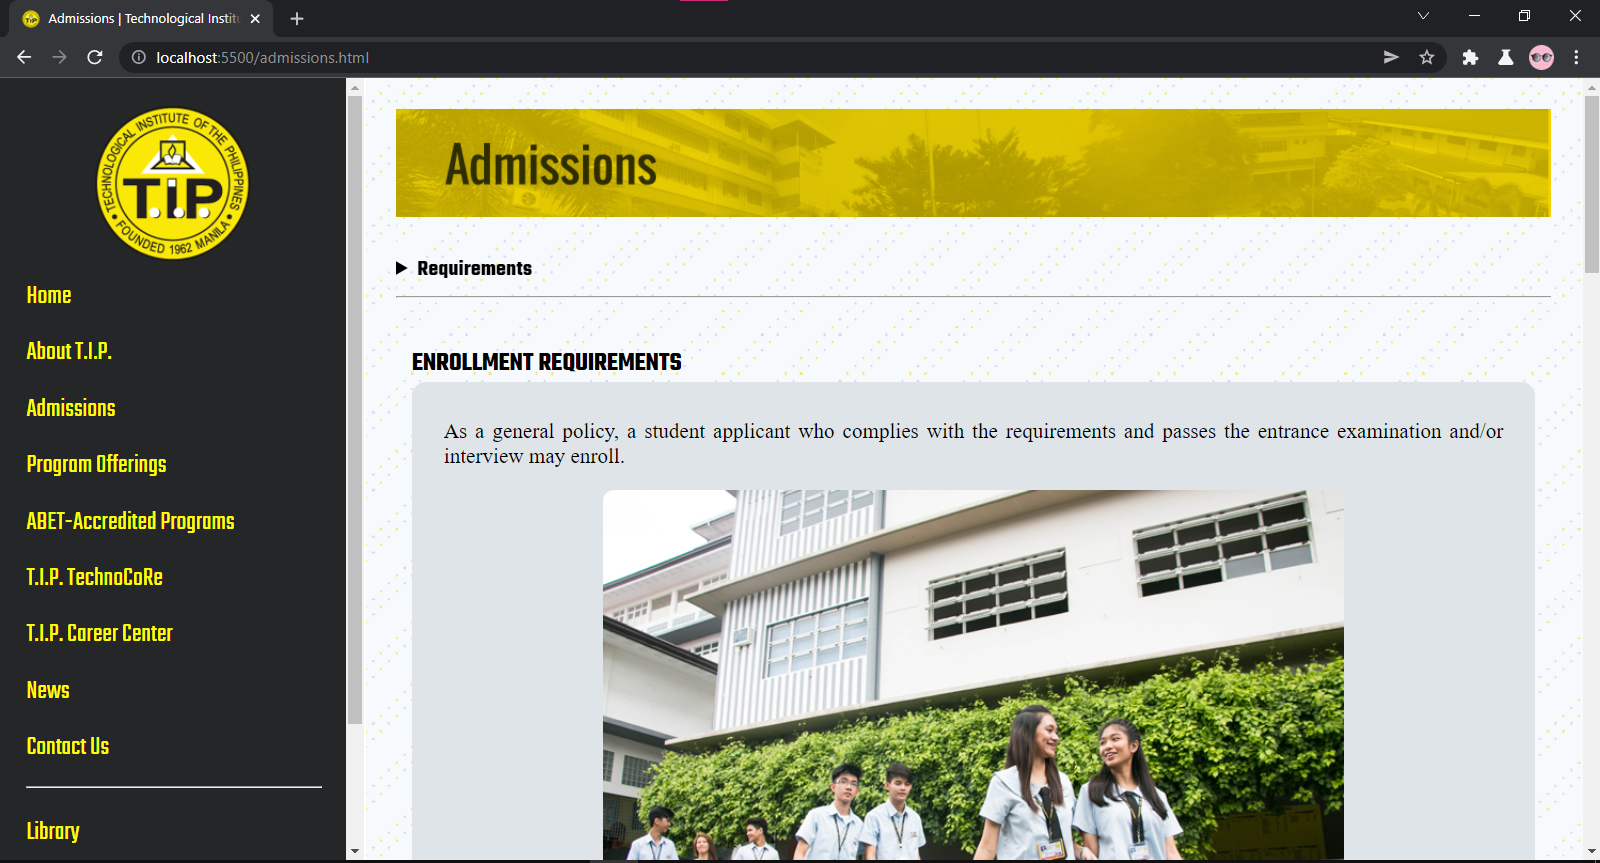 Admissions | Technological Institu
localhost:5500/admissions.html
TECHNOLOGICAL INSTITUTE OF THE PHILIPPINES
T.I.P.
• FOUNDED 1962 MANILA •
Home
About T.I.P.
Admissions
Program Offerings
ABET-Accredited Programs
T.I.P. TechnoCoRe
T.I.P. Career Center
News
Contact Us
Library
Admissions
Requirements
ENROLLMENT REQUIREMENTS
As a general policy, a student applicant who complies with the requirements and passes the entrance examination and/or
interview may enroll.